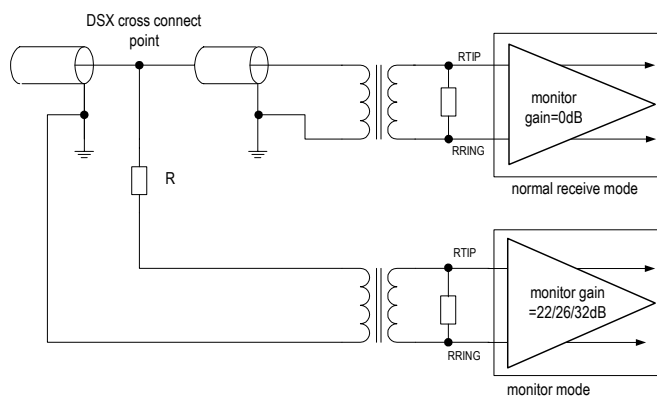 DSX cross connect
point
RTIP
monitor
gain=0dB
RRING
normal receive mode
R
RTIP
monitor gain
=22/26/32dB
RRING
monitor mode